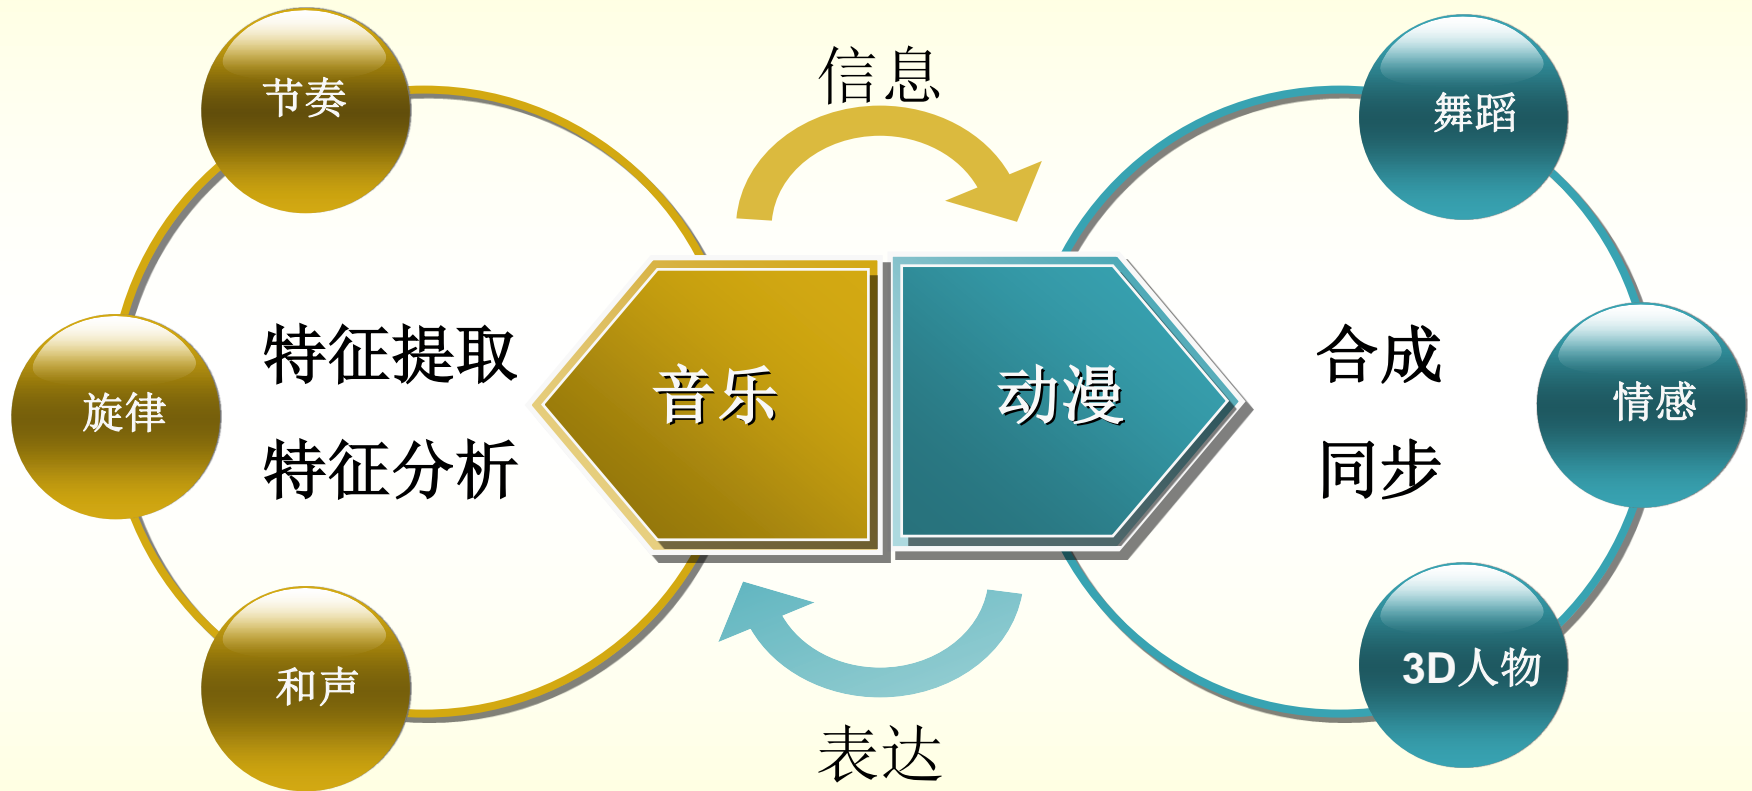 信息
节奏
舞蹈
特征提取
合成
音乐
动漫
旋律
情感
特征分析
同步
和声
3D人物
表达